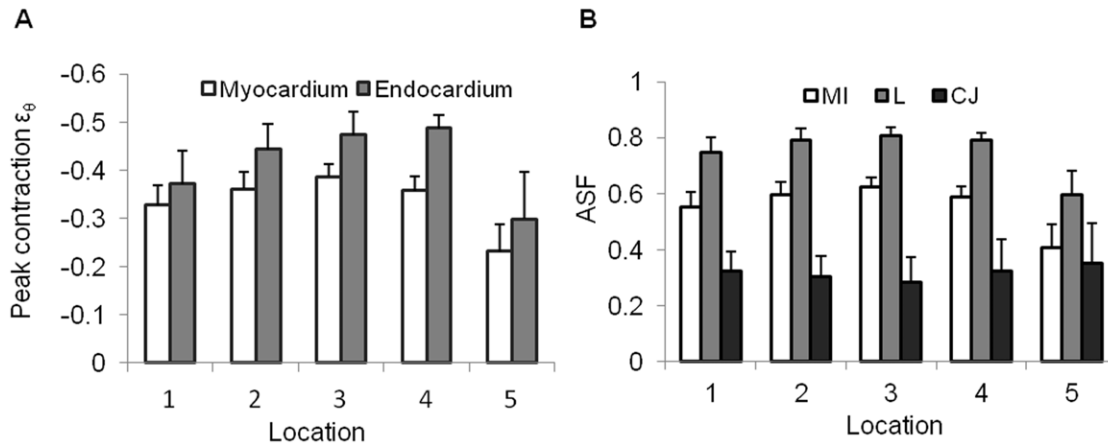 A
Peak contraction εθ
-0.6
-0.5
-0.4
-0.3
-0.2
-0.1
0
Myocardium Endocardium
1 2 3 4 5
Location
B
ASF
1
0.8
0.6
0.4
0.2
0
MI L CJ
1 2 3 4 5
Location